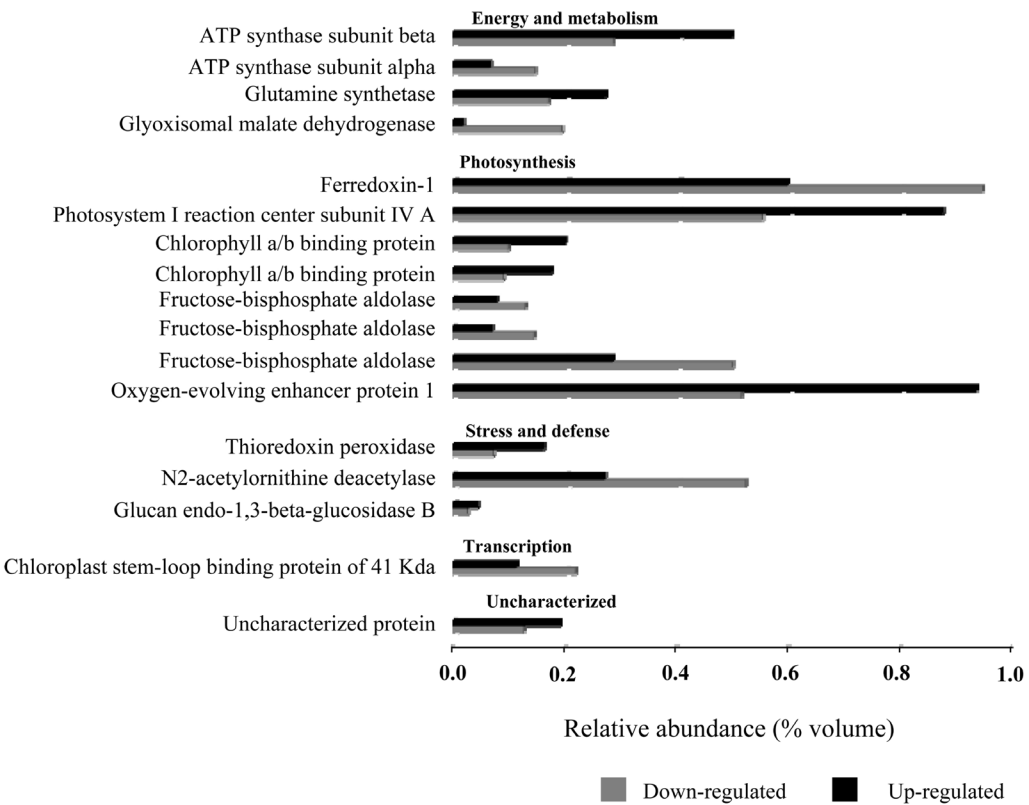 Energy and metabolism
ATP synthase subunit beta
ATP synthase subunit alpha
Glutamine synthetase
Glyoxisomal malate dehydrogenase
Photosynthesis
Ferredoxin-1
Photosystem I reaction center subunit IV A
Chlorophyll a/b binding protein
Chlorophyll a/b binding protein
Fructose-bisphosphate aldolase
Fructose-bisphosphate aldolase
Fructose-bisphosphate aldolase
Oxygen-evolving enhancer protein 1
Stress and defense
Thioredoxin peroxidase
N2-acetylornithine deacetylase
Glucan endo-1,3-beta-glucosidase B
Transcription
Chloroplast stem-loop binding protein of 41 Kda
Uncharacterized
Uncharacterized protein
0.0 0.2 0.4 0.6 0.8 1.0
Relative abundance (% volume)
Down-regulated Up-regulated